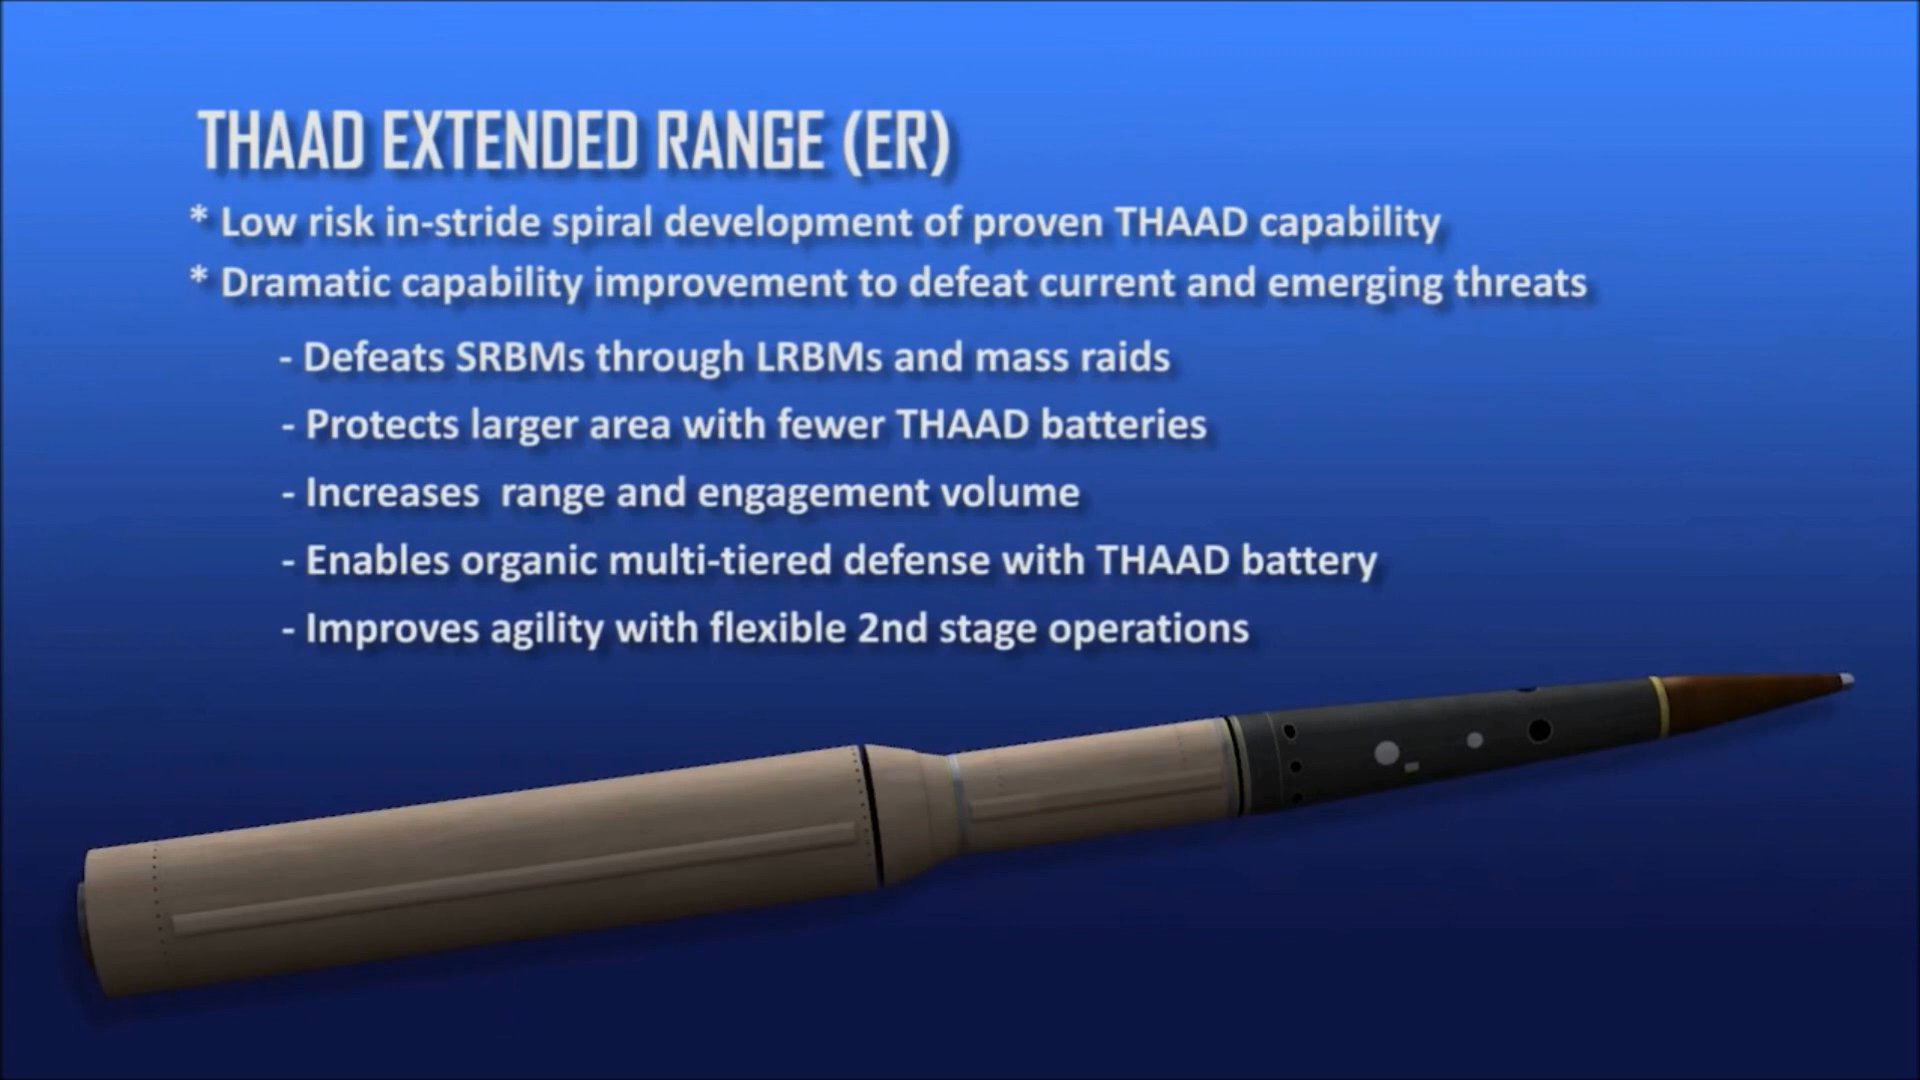 THAAD EXTENDED RANGE (ER)
* Low risk in-stride spiral development of proven THAAD capability
* Dramatic capability improvement to defeat current and emerging threats
- Defeats SRBMs through LRBMs and mass raids
- Protects larger area with fewer THAAD batteries
- Increases  range and engagement volume
- Enables organic multi-tiered defense with THAAD battery
- Improves agility with flexible 2nd stage operations